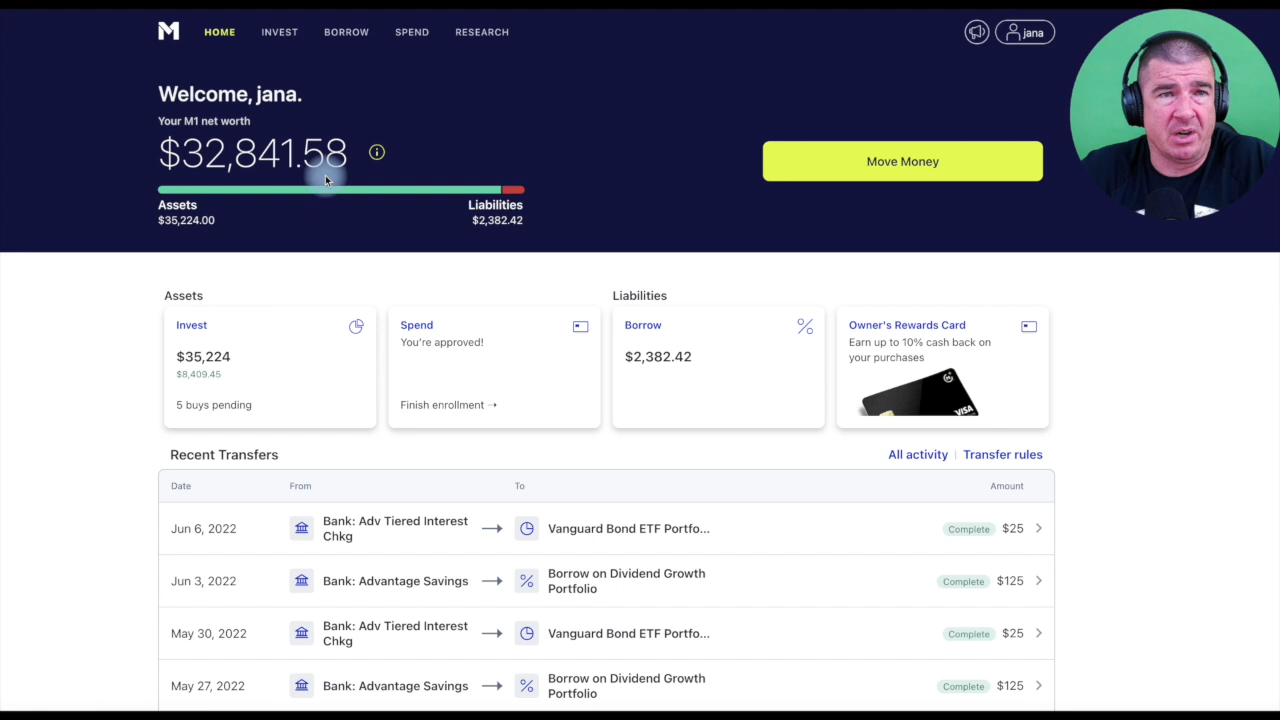 M HOME INVEST BORROW SPEND RESEARCH jana
Welcome, jana.
Your M1 net worth
$32,841.58
Move Money
Assets Liabilities
$35,224.00 $2,382.42
Assets Liabilities
Invest Spend Borrow Owner's Rewards Card
You're approved! Earn up to 10% cash back on
your purchases
$35,224 $2,382.42
$8,409.45
VISA
5 buys pending Finish enrollment →
Recent Transfers All activity | Transfer rules
Date From To Amount
Jun 6, 2022 Bank: Adv Tiered Interest
Chkg → Vanguard Bond ETF Portfo... Complete $25
Jun 3, 2022 Bank: Advantage Savings → Borrow on Dividend Growth
Portfolio Complete $125
May 30, 2022 Bank: Adv Tiered Interest
Chkg → Vanguard Bond ETF Portfo... Complete $25
May 27, 2022 Bank: Advantage Savings → Borrow on Dividend Growth
Portfolio Complete $125